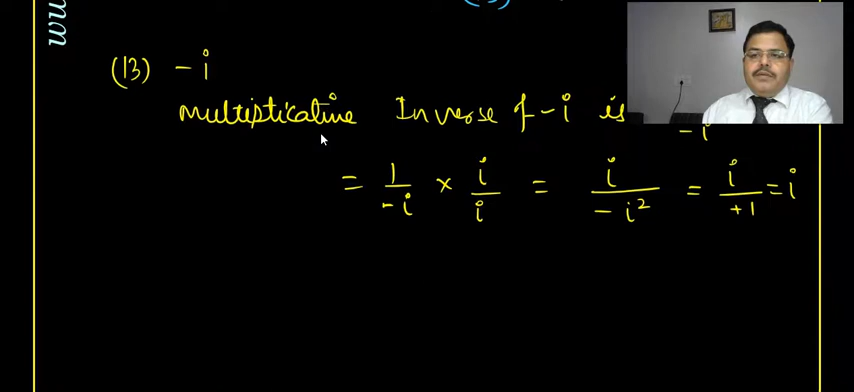 (13) -i
Multiplicative Inverse of -i is
-i
= 1/-i × i/i = i/-i² = i/+1 = i